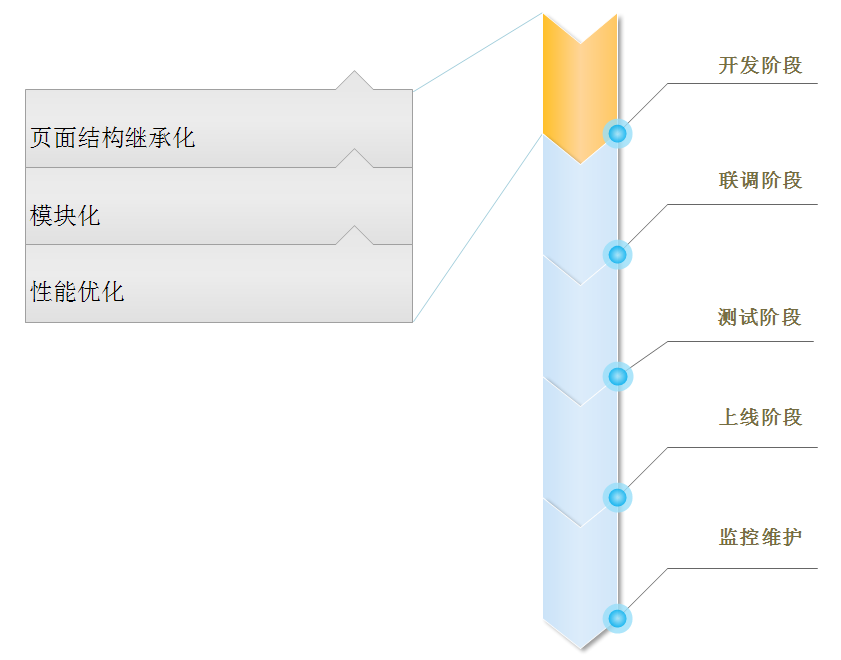 页面结构继承化
模块化
性能优化
开发阶段
联调阶段
测试阶段
上线阶段
监控维护